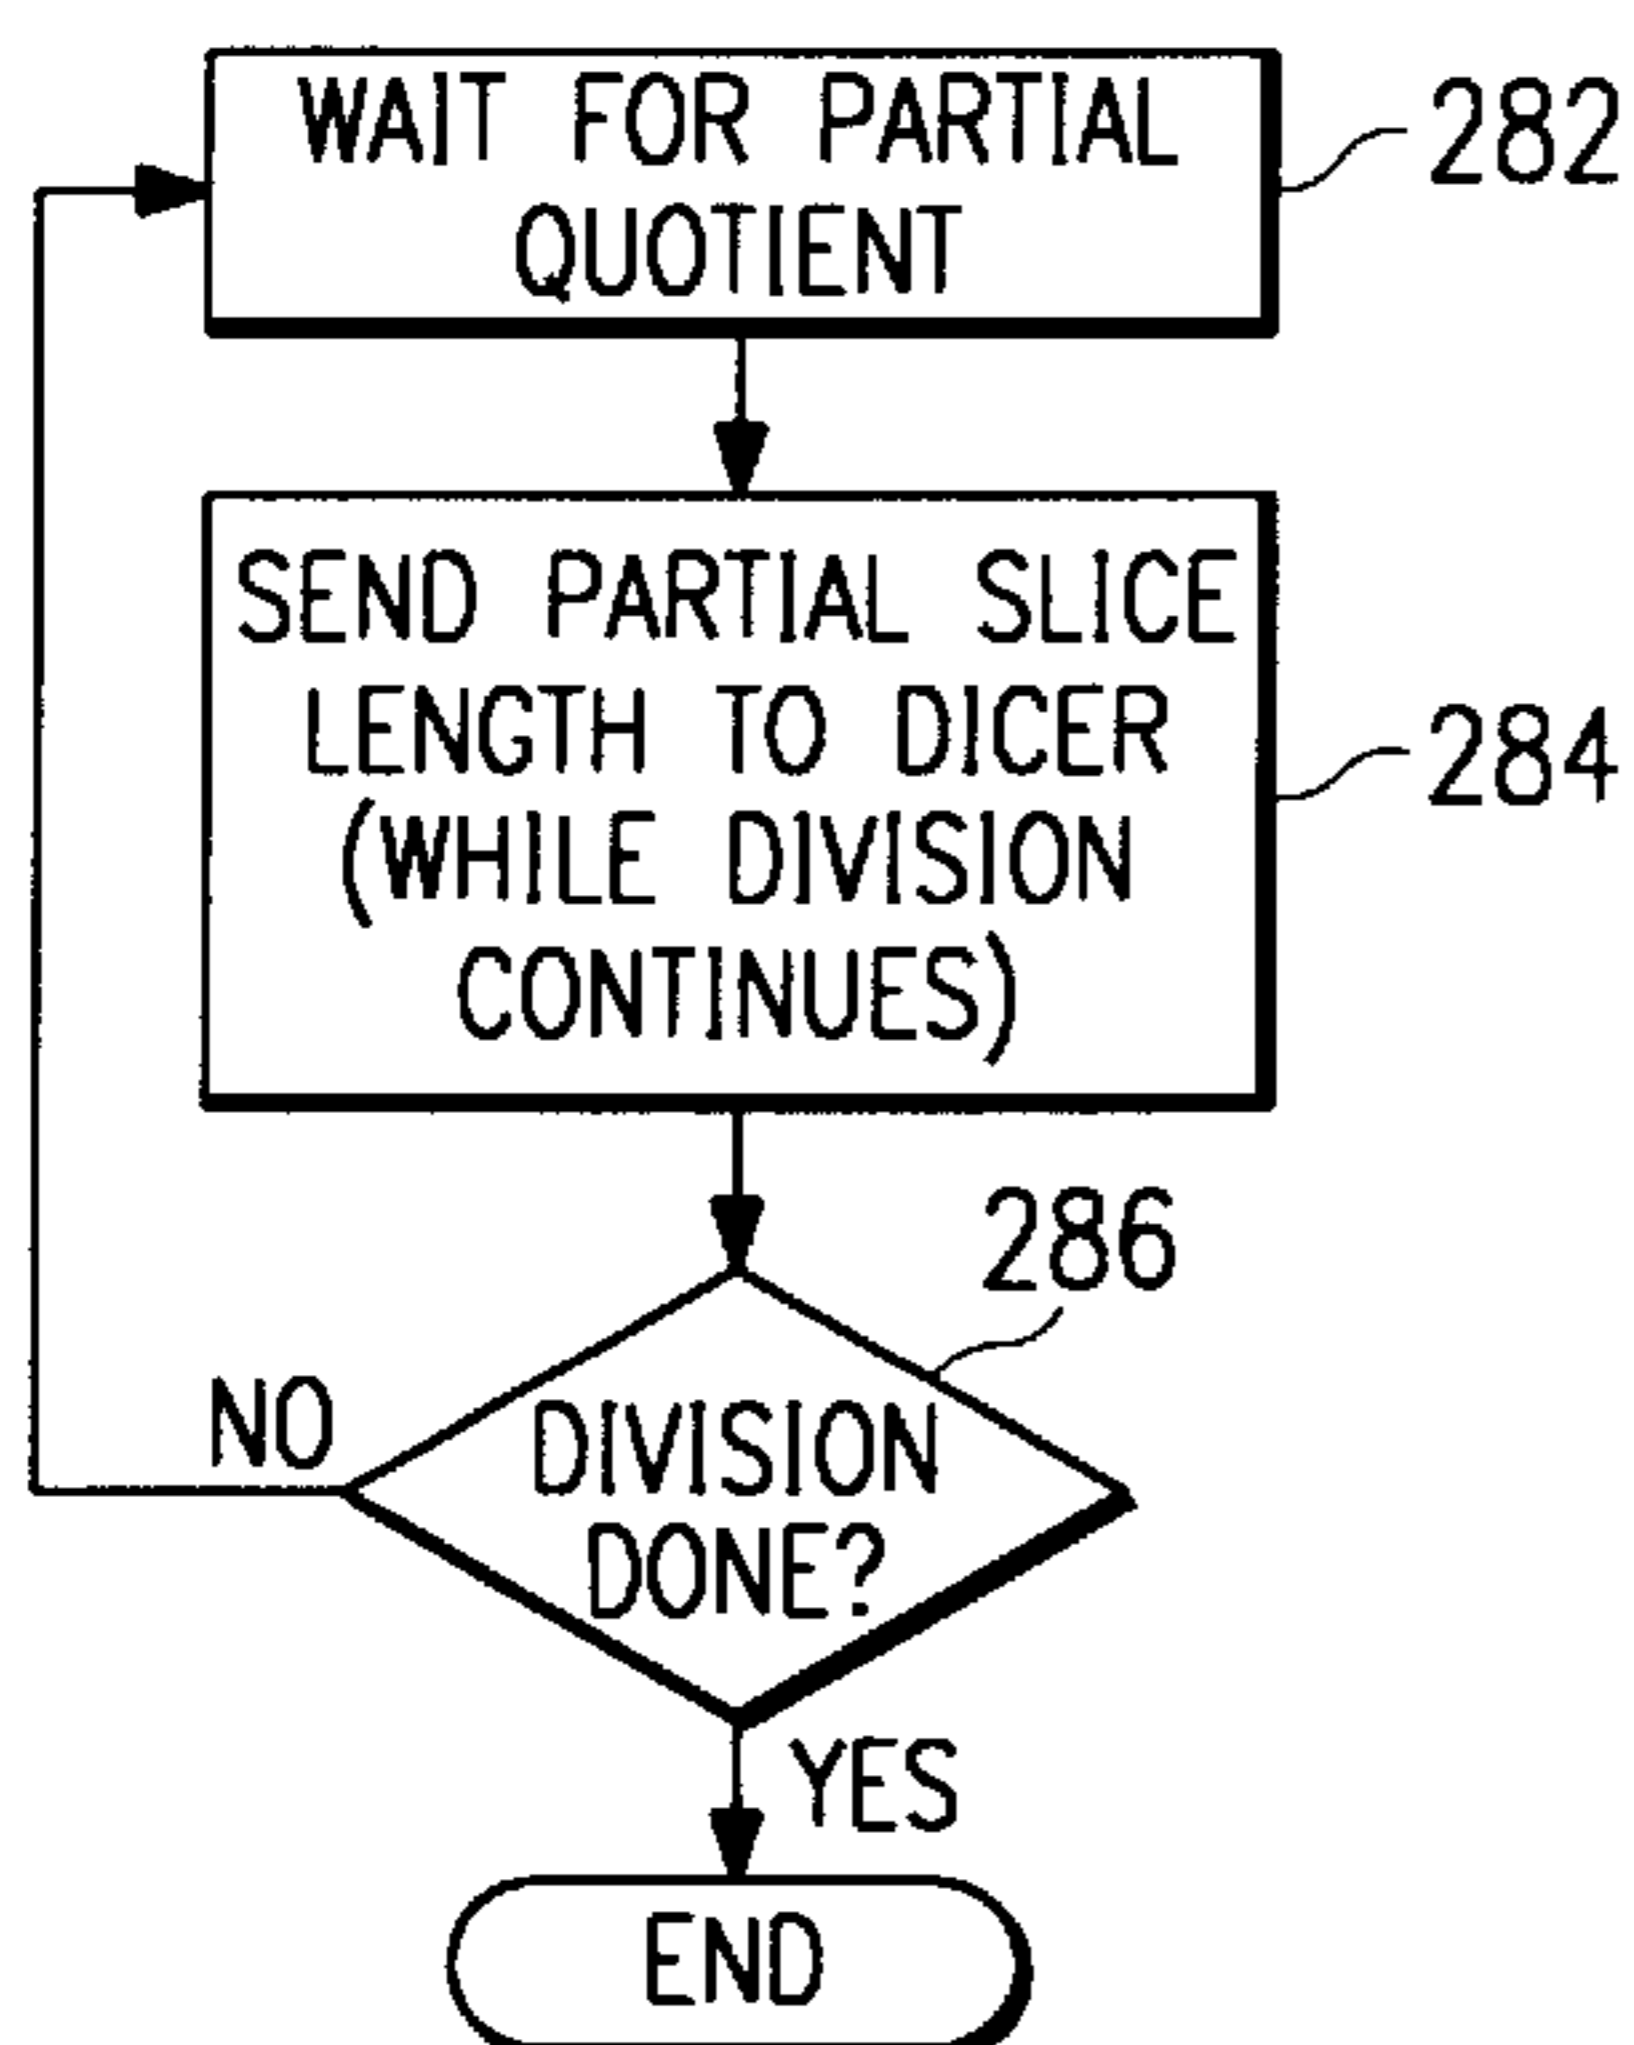 WAIT FOR PARTIAL
QUOTIENT
282
SEND PARTIAL SLICE
LENGTH TO DICER
(WHILE DIVISION
CONTINUES)
284
286
DIVISION
DONE?
NO
YES
END